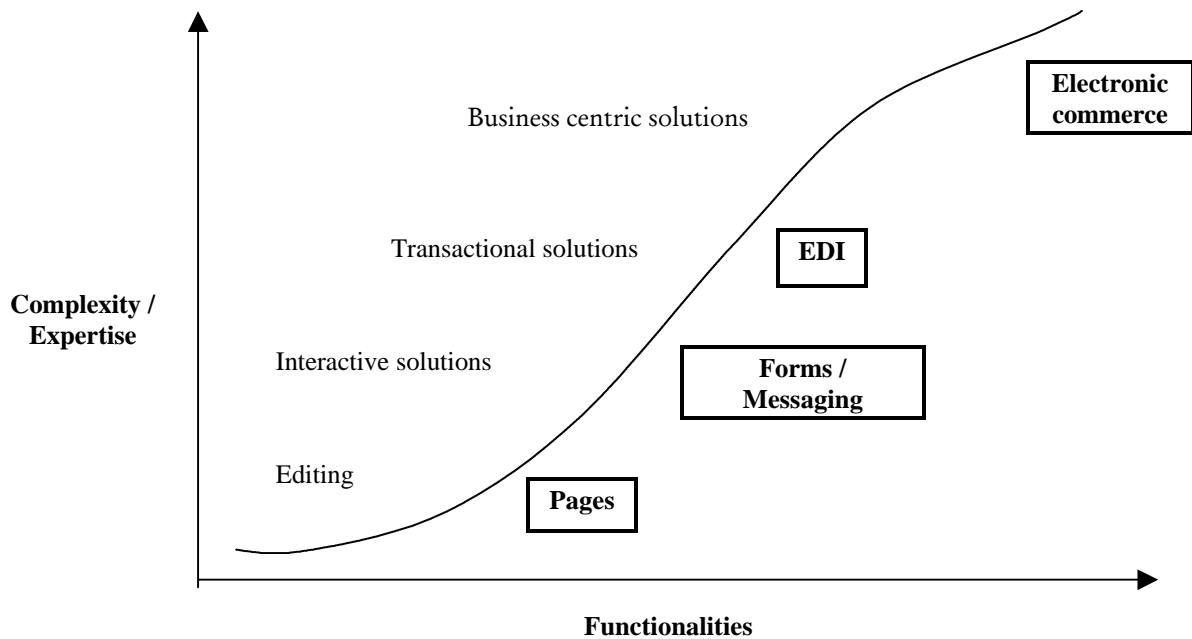 Electronic
commerce
Business centric solutions
Transactional solutions
EDI
Complexity /
Expertise
Interactive solutions
Forms /
Messaging
Editing
Pages
Functionalities